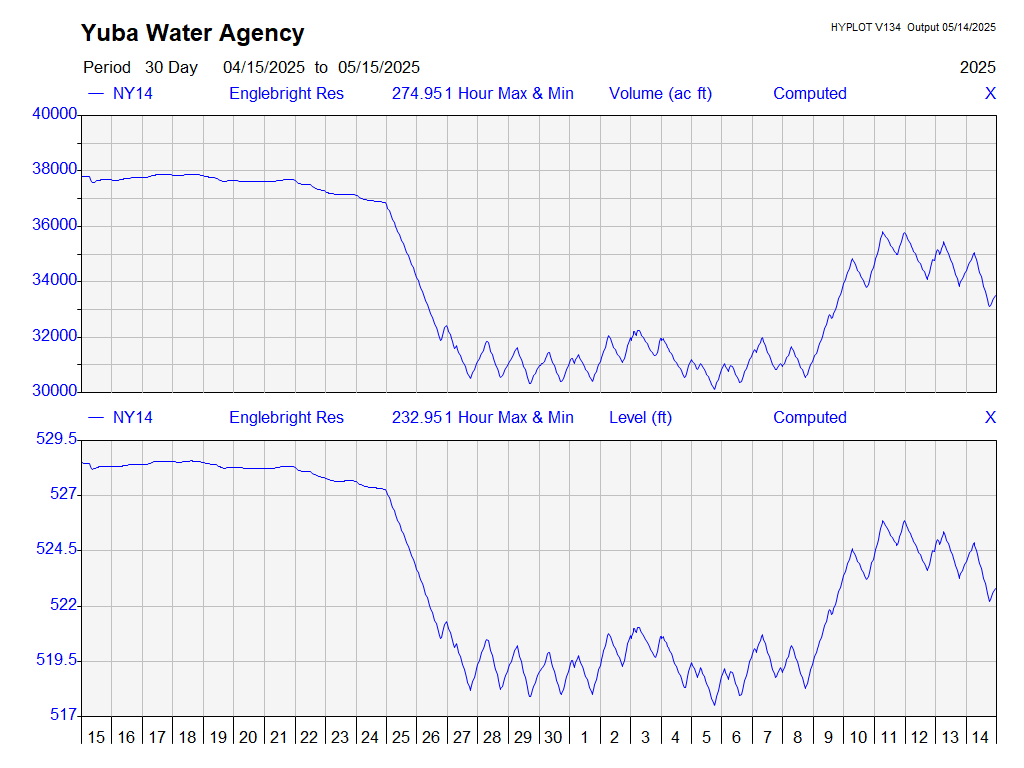 Yuba Water Agency
HYPLOT V134 Output 05/14/2025
Period 30 Day 04/15/2025 to 05/15/2025
2025
NY14 Englebright Res 274.951 Hour Max & Min Volume (ac ft) Computed X
40000
38000
36000
34000
32000
30000
NY14 Englebright Res 232.951 Hour Max & Min Level (ft) Computed X
529.5
527
524.5
522
519.5
517
15 16 17 18 19 20 21 22 23 24 25 26 27 28 29 30 1 2 3 4 5 6 7 8 9 10 11 12 13 14